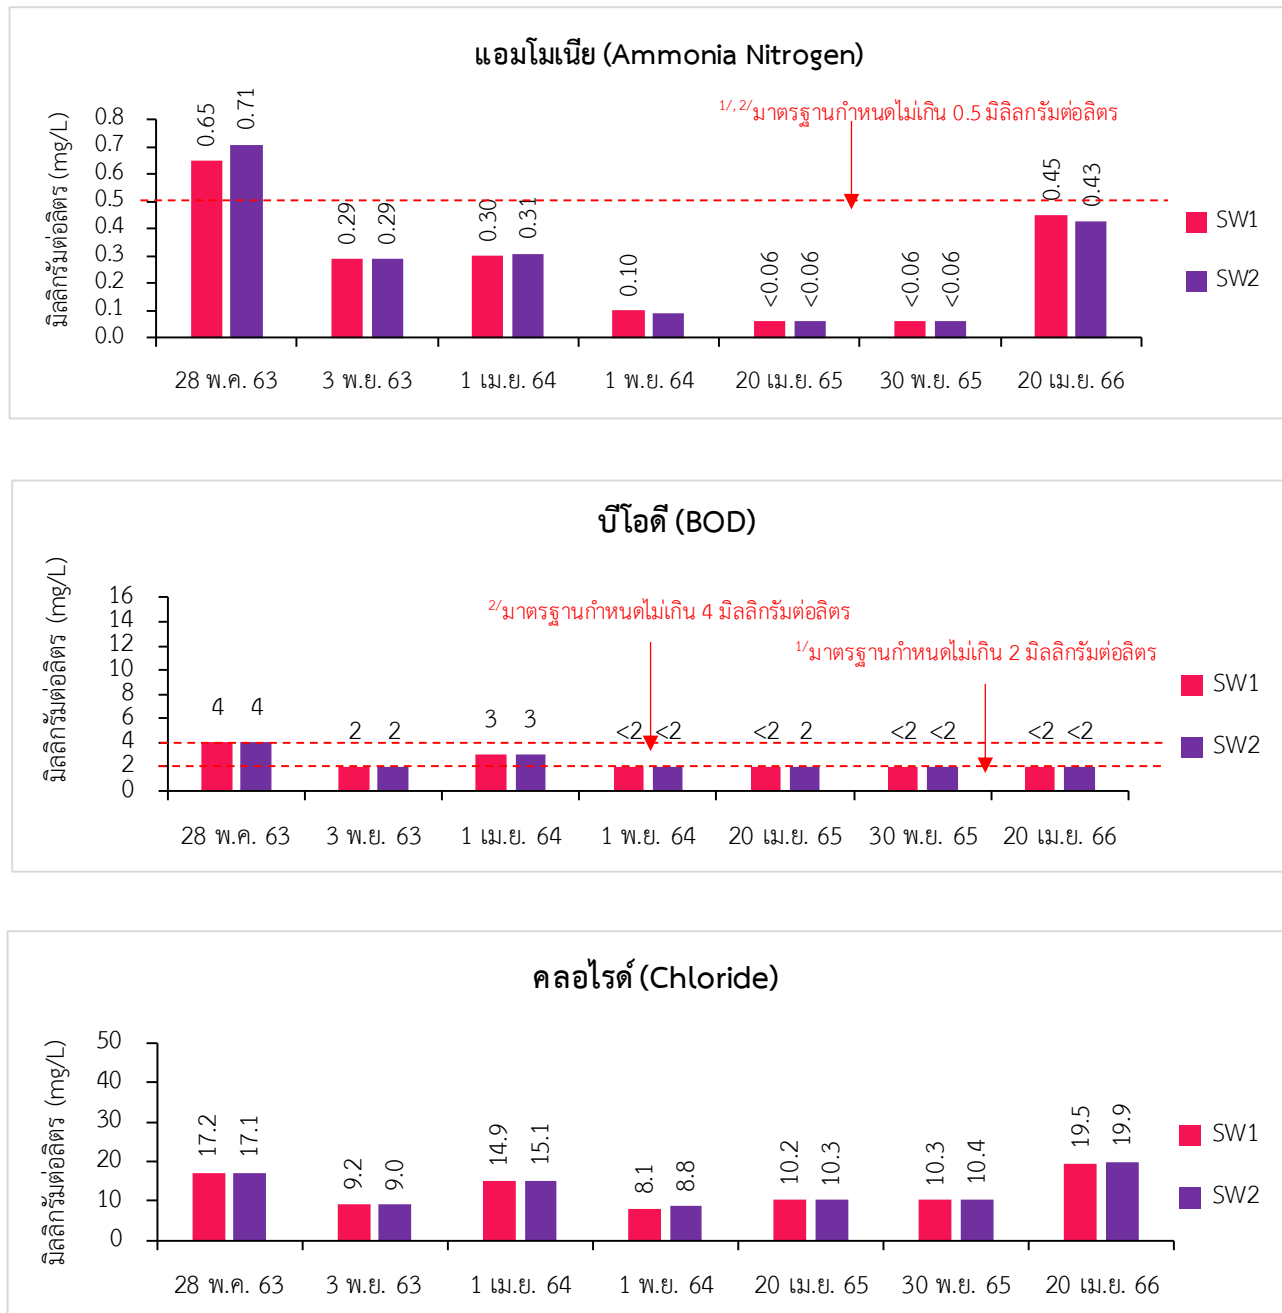 แอมโมเนีย (Ammonia Nitrogen)
มิลลิกรัมต่อลิตร (mg/L)
1/, 2/มาตรฐานกำหนดไม่เกิน 0.5 มิลิลกรัมต่อลิตร
0.8
0.7
0.6
0.5
0.4
0.3
0.2
0.1
0.0
0.65 0.71 0.29 0.29 0.30 0.31 0.10 <0.06 <0.06 <0.06 <0.06 0.45 0.43
SW1
SW2
28 พ.ค. 63 3 พ.ย. 63 1 เม.ย. 64 1 พ.ย. 64 20 เม.ย. 65 30 พ.ย. 65 20 เม.ย. 66
บีโอดี (BOD)
มิลลิกรัมต่อลิตร (mg/L)
2/มาตรฐานกำหนดไม่เกิน 4 มิลลิกรัมต่อลิตร
1/มาตรฐานกำหนดไม่เกิน 2 มิลลิกรัมต่อลิตร
16
14
12
10
8
6
4
2
0
4 4 2 2 3 3 <2 <2 <2 2 <2 <2 <2 <2
SW1
SW2
28 พ.ค. 63 3 พ.ย. 63 1 เม.ย. 64 1 พ.ย. 64 20 เม.ย. 65 30 พ.ย. 65 20 เม.ย. 66
คลอไรด์ (Chloride)
มิลลิกรัมต่อลิตร (mg/L)
50
40
30
20
10
0
17.2 17.1 9.2 9.0 14.9 15.1 8.1 8.8 10.2 10.3 10.3 10.4 19.5 19.9
SW1
SW2
28 พ.ค. 63 3 พ.ย. 63 1 เม.ย. 64 1 พ.ย. 64 20 เม.ย. 65 30 พ.ย. 65 20 เม.ย. 66